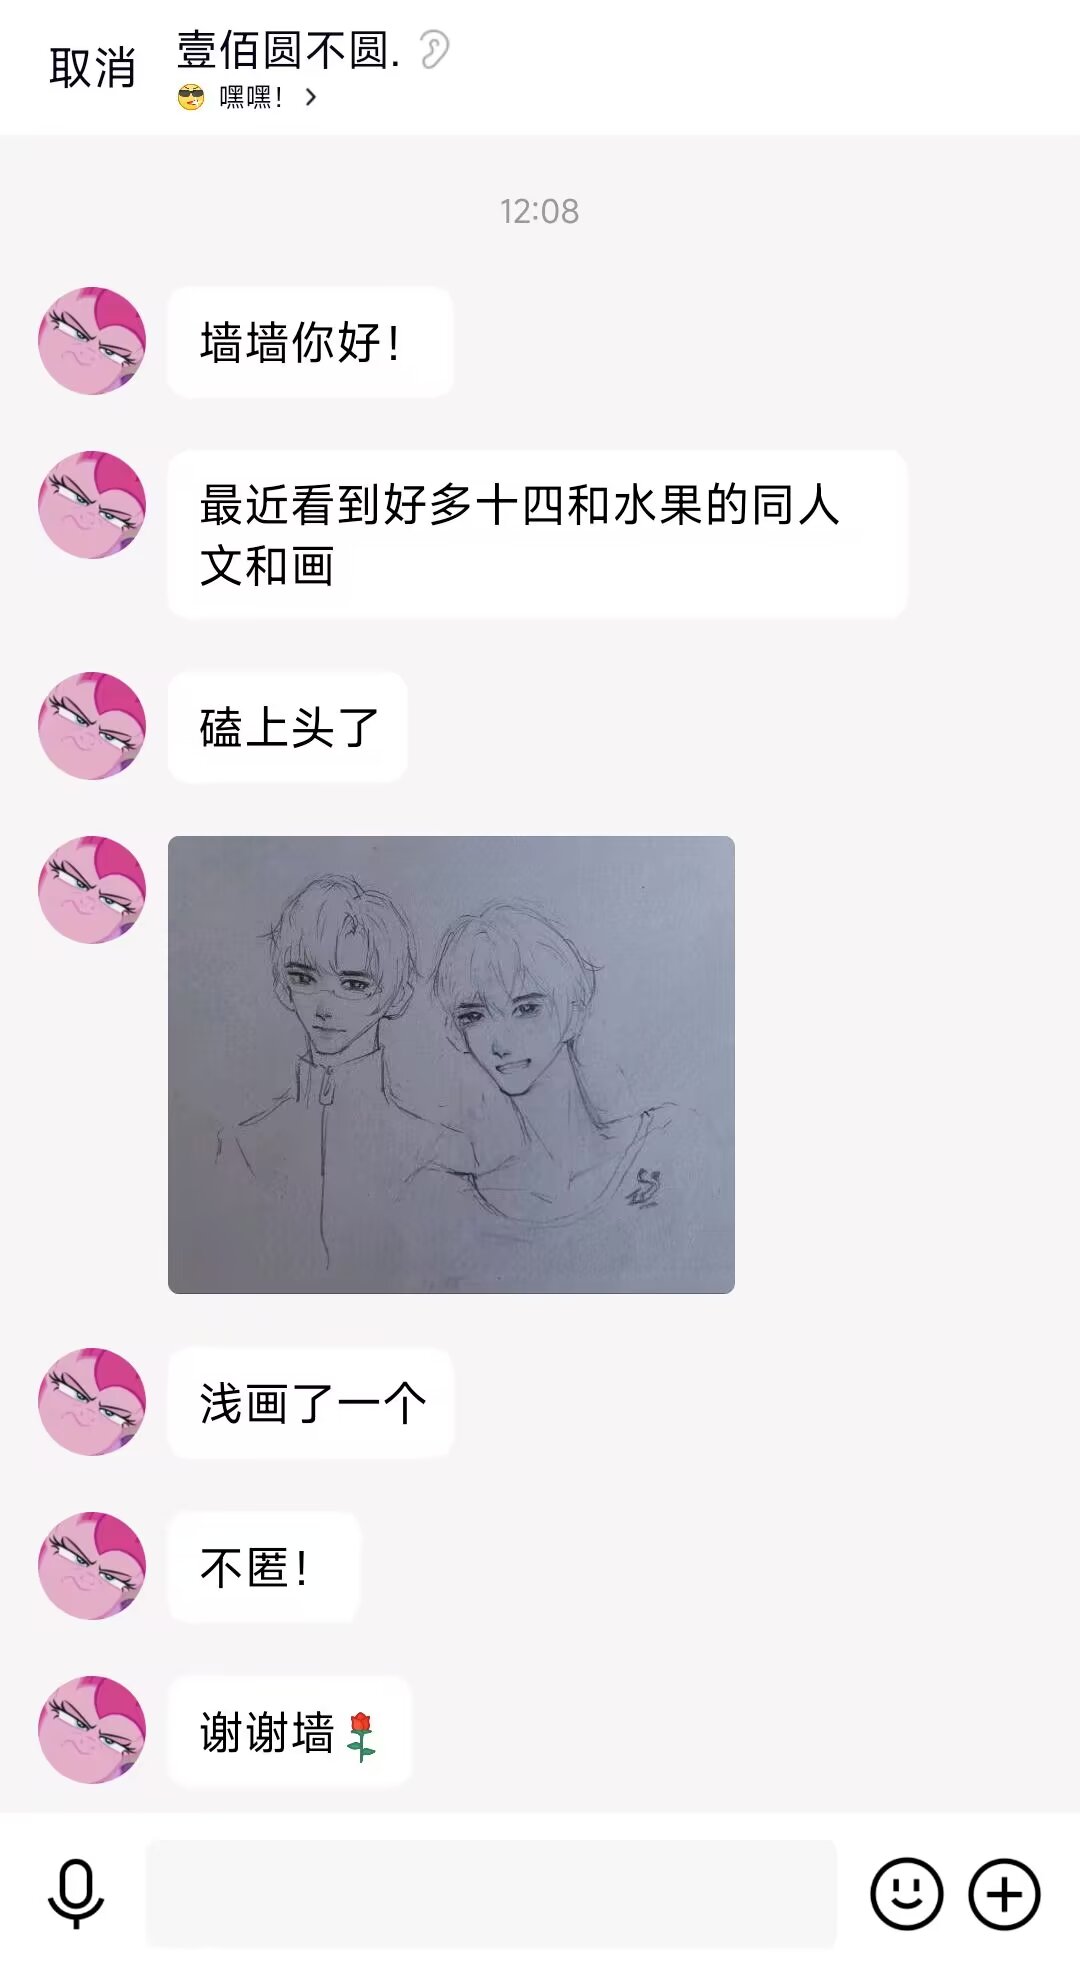 取消
壹佰圆不圆.
嘿嘿！
12:08
墙墙你好！
最近看到好多十四和水果的同人
文和画
磕上头了
浅画了一个
不匿！
谢谢墙🌹